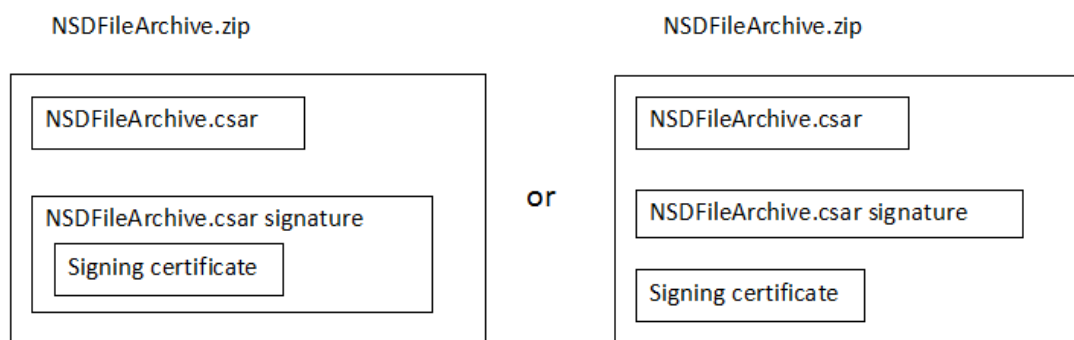 NSDFileArchive.zip
NSDFileArchive.csar
NSDFileArchive.csar signature
Signing certificate
or
NSDFileArchive.zip
NSDFileArchive.csar
NSDFileArchive.csar signature
Signing certificate